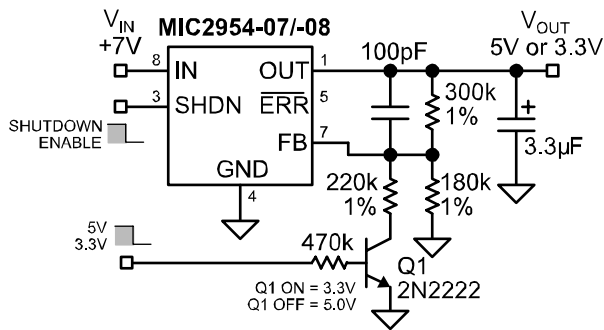 V_IN
+7V
MIC2954-07/-08
100pF
V_OUT
5V or 3.3V
8
IN
OUT
1
3
SHDN
ERR
5
300k
1%
+
3.3µF
SHUTDOWN
ENABLE
FB
7
GND
4
220k
1%
180k
1%
5V
3.3V
470k
Q1 ON = 3.3V
Q1 OFF = 5.0V
Q1
2N2222